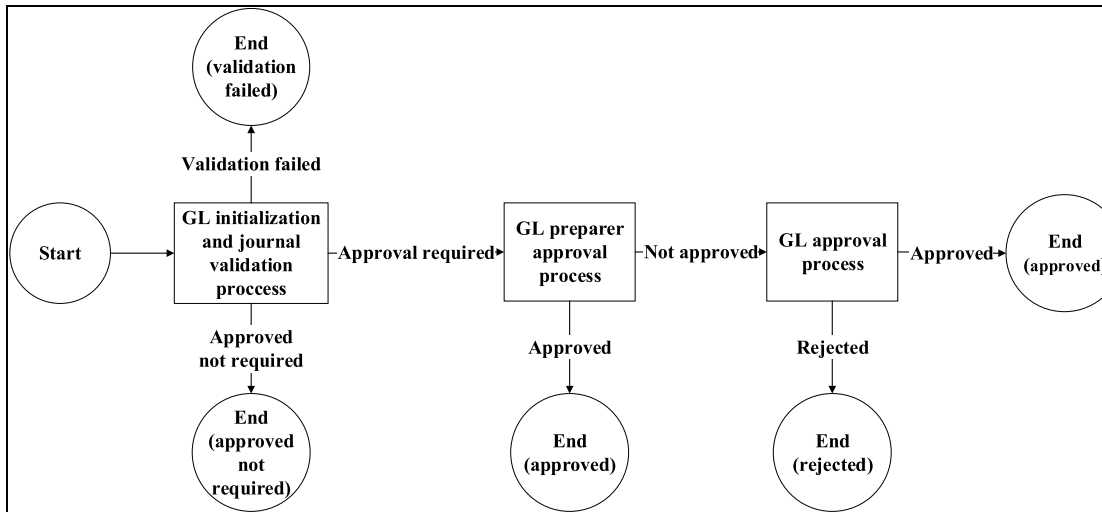 End
(validation
failed)
Validation failed
Start
GL initialization
and journal
validation
proccess
Approval required
GL preparer
approval
process
Not approved
GL approval
process
Approved
End
(approved)
Approved
not required
Approved
Rejected
End
(approved
not
required)
End
(approved)
End
(rejected)